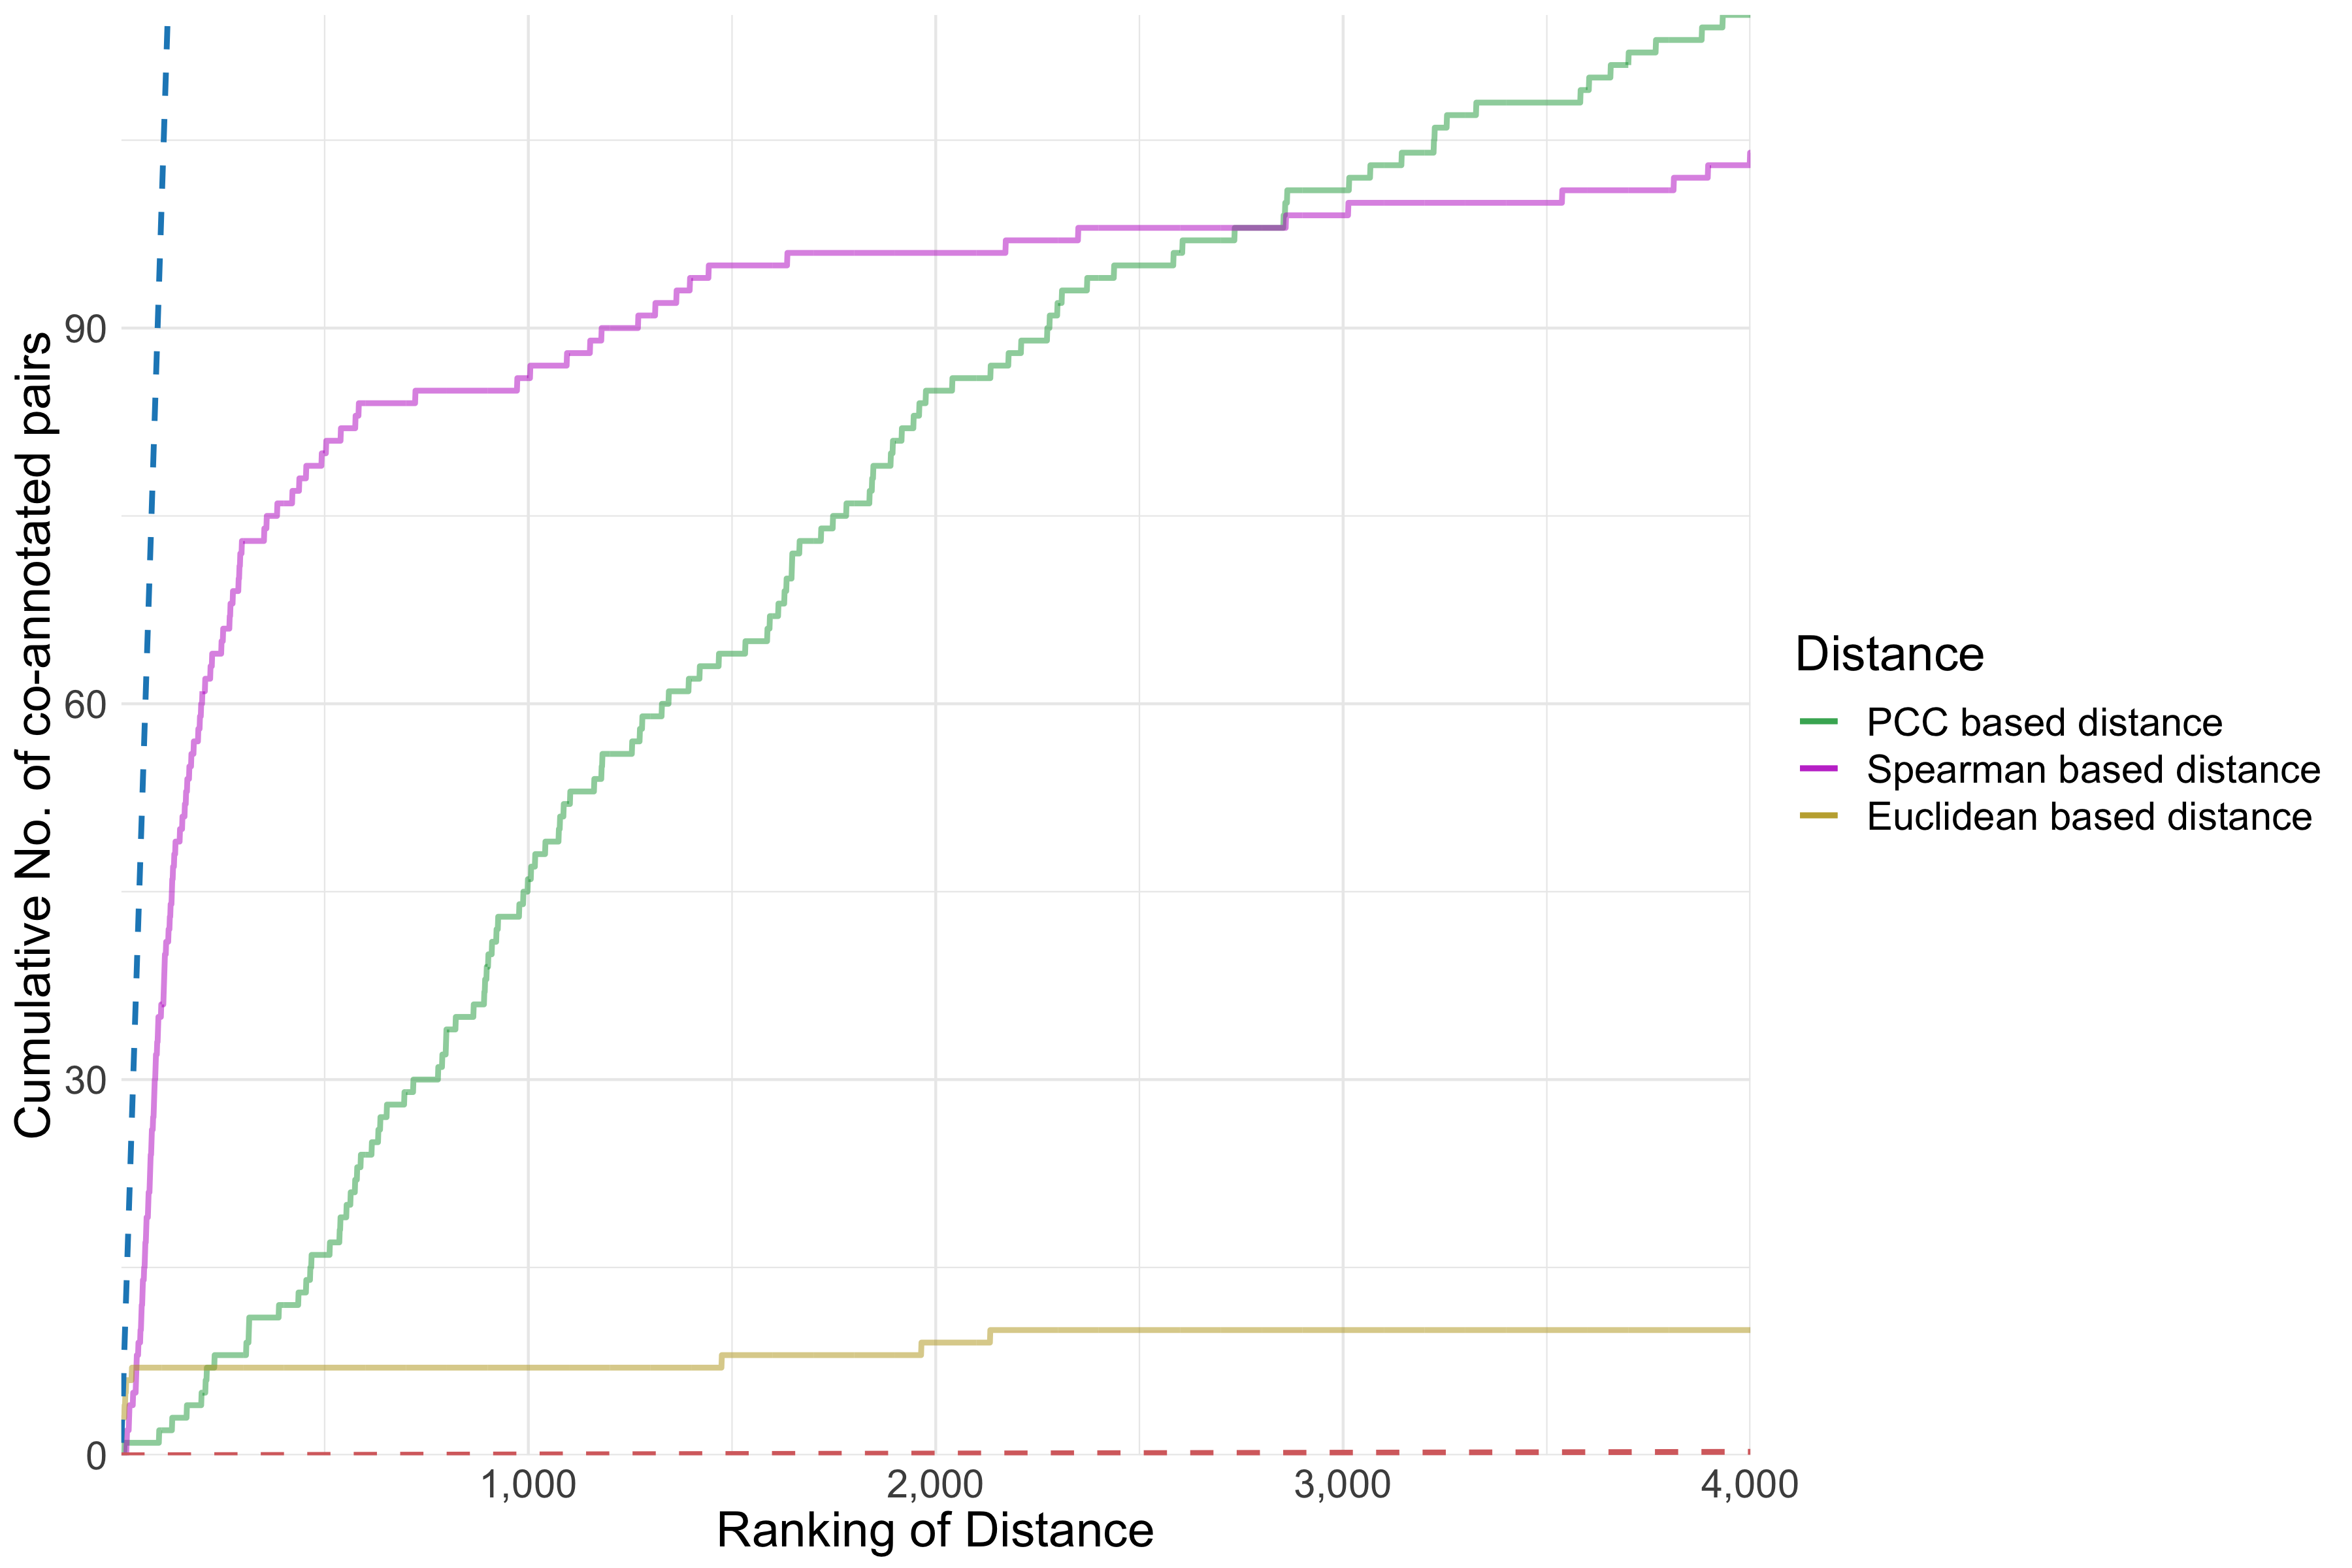 Cumulative No. of co-annotated pairs
90
60
30
0
1,000 2,000 3,000 4,000
Ranking of Distance
Distance
PCC based distance
Spearman based distance
Euclidean based distance